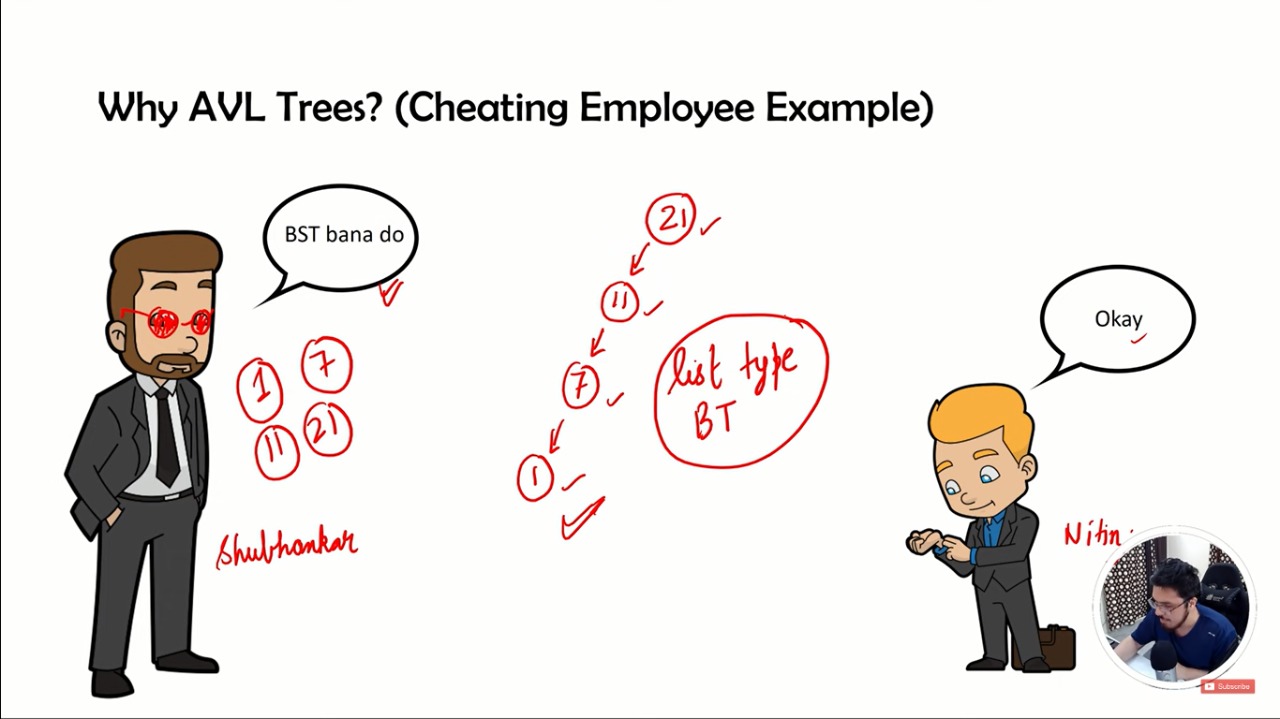 Why AVL Trees? (Cheating Employee Example)
BST bana do
21
11
7
1
list type
BT
1
7
11
21
Okay
Shubhankar
Nitin
Subscribe